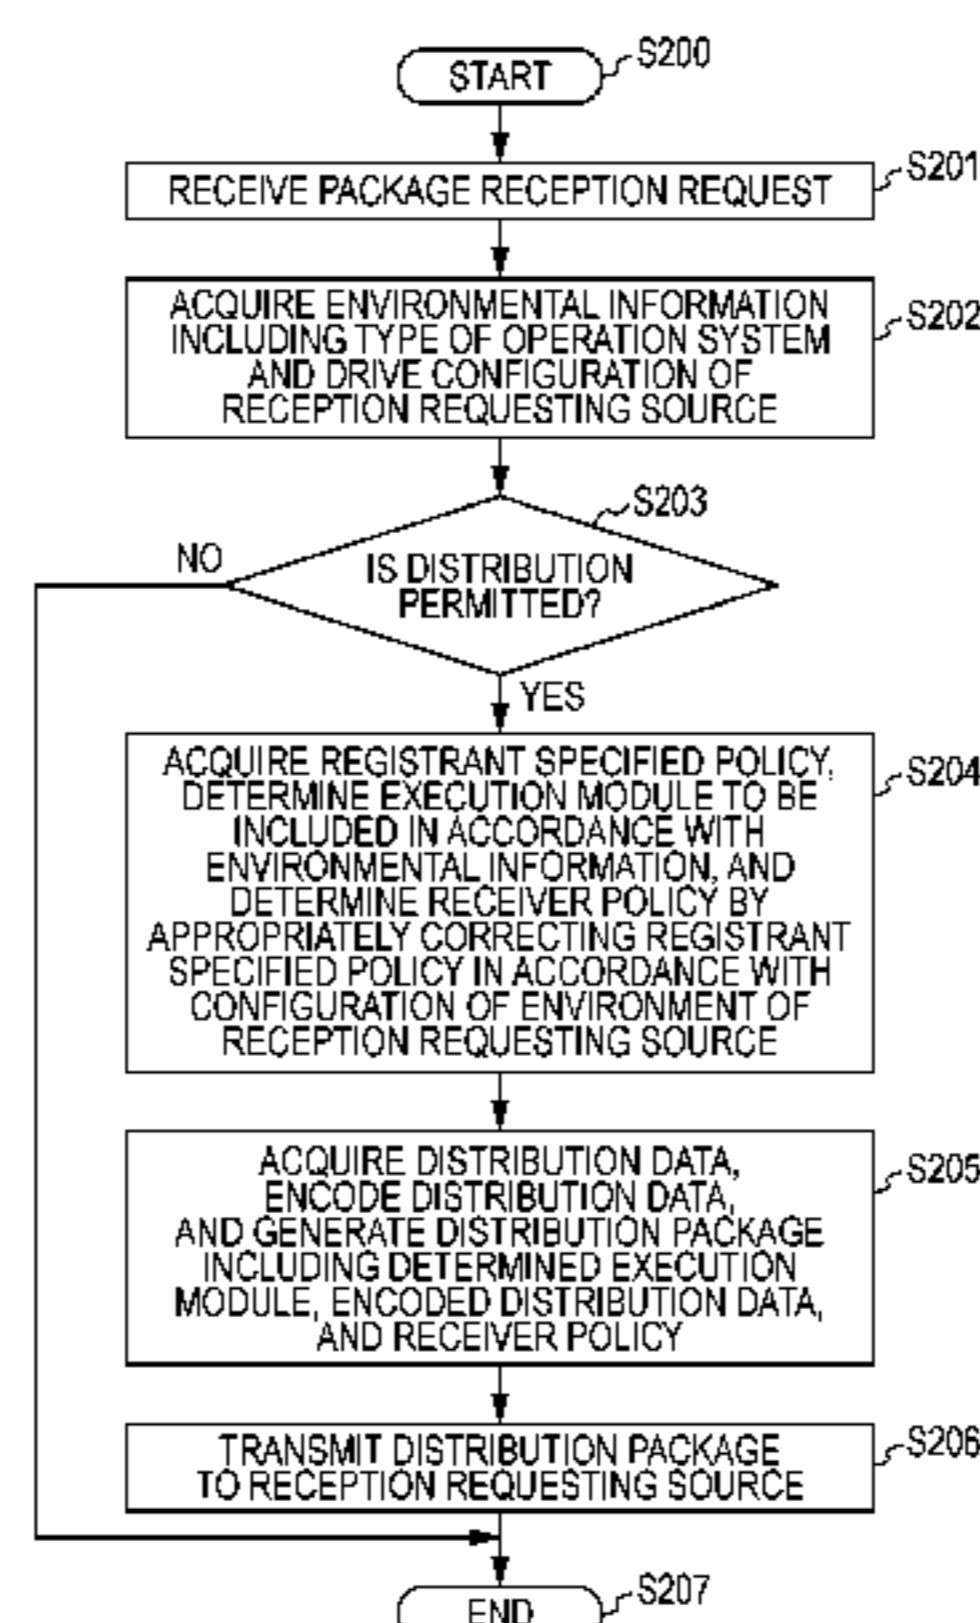 START
S200
RECEIVE PACKAGE RECEPTION REQUEST
S201
ACQUIRE ENVIRONMENTAL INFORMATION
INCLUDING TYPE OF OPERATION SYSTEM
AND DRIVE CONFIGURATION OF
RECEPTION REQUESTING SOURCE
S202
S203
IS DISTRIBUTION
PERMITTED?
NO
YES
ACQUIRE REGISTRANT SPECIFIED POLICY,
DETERMINE EXECUTION MODULE TO BE
INCLUDED IN ACCORDANCE WITH
ENVIRONMENTAL INFORMATION, AND
DETERMINE RECEIVER POLICY BY
APPROPRIATELY CORRECTING REGISTRANT
SPECIFIED POLICY IN ACCORDANCE WITH
CONFIGURATION OF ENVIRONMENT OF
RECEPTION REQUESTING SOURCE
S204
ACQUIRE DISTRIBUTION DATA,
ENCODE DISTRIBUTION DATA,
AND GENERATE DISTRIBUTION PACKAGE
INCLUDING DETERMINED EXECUTION
MODULE, ENCODED DISTRIBUTION DATA,
AND RECEIVER POLICY
S205
TRANSMIT DISTRIBUTION PACKAGE
TO RECEPTION REQUESTING SOURCE
S206
END
S207